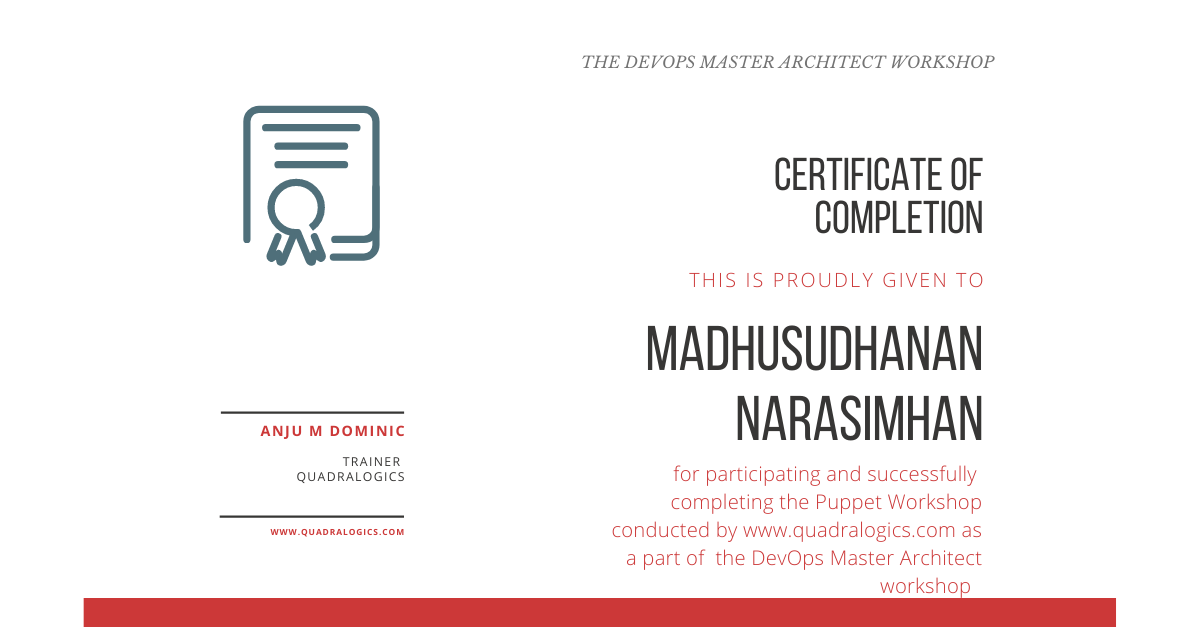 THE DEVOPS MASTER ARCHITECT WORKSHOP
CERTIFICATE OF
COMPLETION
THIS IS PROUDLY GIVEN TO
MADHUSUDHANAN
NARASIMHAN
for participating and successfully
completing the Puppet Workshop
conducted by www.quadralogics.com as
a part of the DevOps Master Architect
workshop
ANJU M DOMINIC
TRAINER
QUADRALOGICS
WWW.QUADRALOGICS.COM